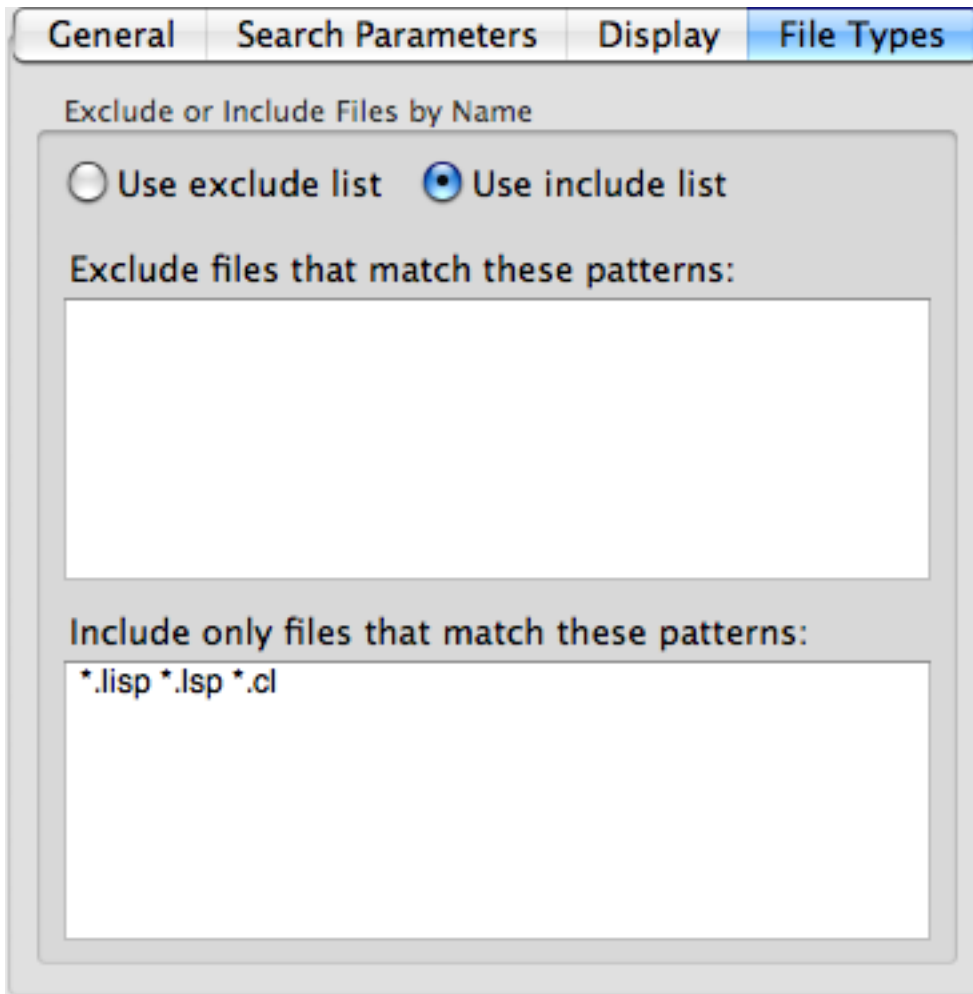 General Search Parameters Display File Types
Exclude or Include Files by Name
Use exclude list Use include list
Exclude files that match these patterns:
Include only files that match these patterns:
*.lisp *.lsp *.cl